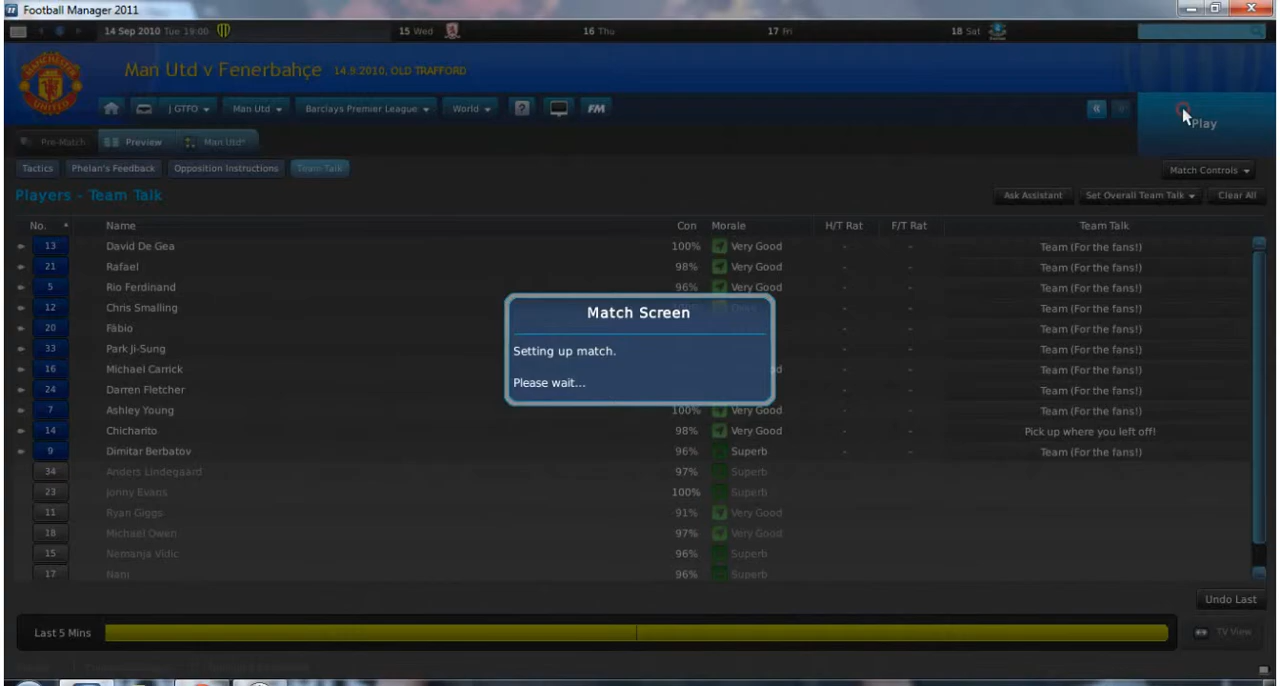 Football Manager 2011
14 Sep 2010 Tue 19:00 15 Wed 16 Thu 17 Fri 18 Sat
Man Utd v Fenerbahçe 14.9.2010, OLD TRAFFORD
J GTFO Man Utd Barclays Premier League World ? FM
Play
Pre-Match Preview Man Utd*
Tactics Phelan's Feedback Opposition Instructions Team Talk Match Controls
Players - Team Talk Ask Assistant Set Overall Team Talk Clear All
No. Name Con Morale H/T Rat F/T Rat Team Talk
13 David De Gea 100% Very Good - - Team (For the fans!)
21 Rafael 98% Very Good - - Team (For the fans!)
5 Rio Ferdinand 96% Very Good - - Team (For the fans!)
12 Chris Smalling - - Team (For the fans!)
20 Fábio - - Team (For the fans!)
33 Park Ji-Sung - - Team (For the fans!)
16 Michael Carrick - - Team (For the fans!)
24 Darren Fletcher - - Team (For the fans!)
7 Ashley Young 100% Very Good - - Team (For the fans!)
14 Chicharito 98% Very Good - - Pick up where you left off!
9 Dimitar Berbatov 96% Superb - - Team (For the fans!)
34 Anders Lindegaard 97% Superb
23 Jonny Evans 100% Superb
11 Ryan Giggs 91% Very Good
18 Michael Owen 97% Very Good
15 Nemanja Vidic 96% Superb
17 Nani 96% Superb
Match Screen
Setting up match.
Please wait...
Undo Last
Last 5 Mins TV View